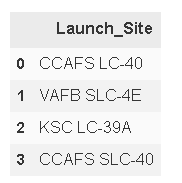 Launch_Site
0 CCAFS LC-40
1 VAFB SLC-4E
2 KSC LC-39A
3 CCAFS SLC-40